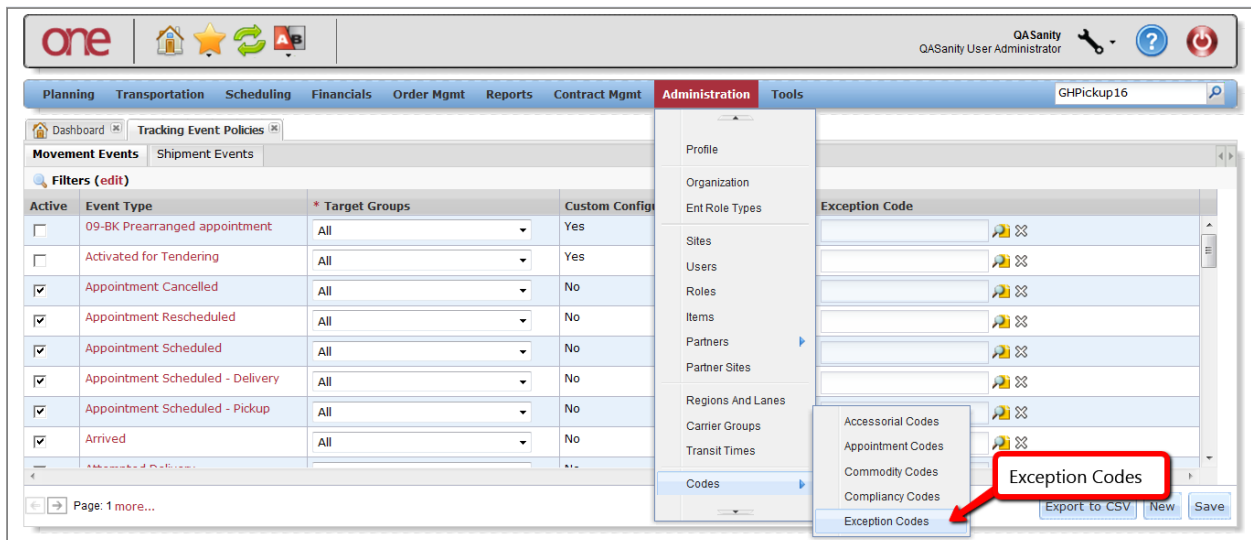 one
QASanity
QASanity User Administrator
Planning Transportation Scheduling Financials Order Mgmt Reports Contract Mgmt Administration Tools GHPickup16
Dashboard Tracking Event Policies
Movement Events Shipment Events
Filters (edit)
Active Event Type * Target Groups Custom Configu Exception Code
09-BK Prearranged appointment All Yes
Activated for Tendering All Yes
Appointment Cancelled All No
Appointment Rescheduled All No
Appointment Scheduled All No
Appointment Scheduled - Delivery All No
Appointment Scheduled - Pickup All No
Arrived All No
Attempted Delivery No
Page: 1 more...
Profile
Organization
Ent Role Types
Sites
Users
Roles
Items
Partners
Partner Sites
Regions And Lanes
Carrier Groups
Transit Times
Codes
Accessorial Codes
Appointment Codes
Commodity Codes
Compliancy Codes
Exception Codes
Exception Codes
Export to CSV New Save